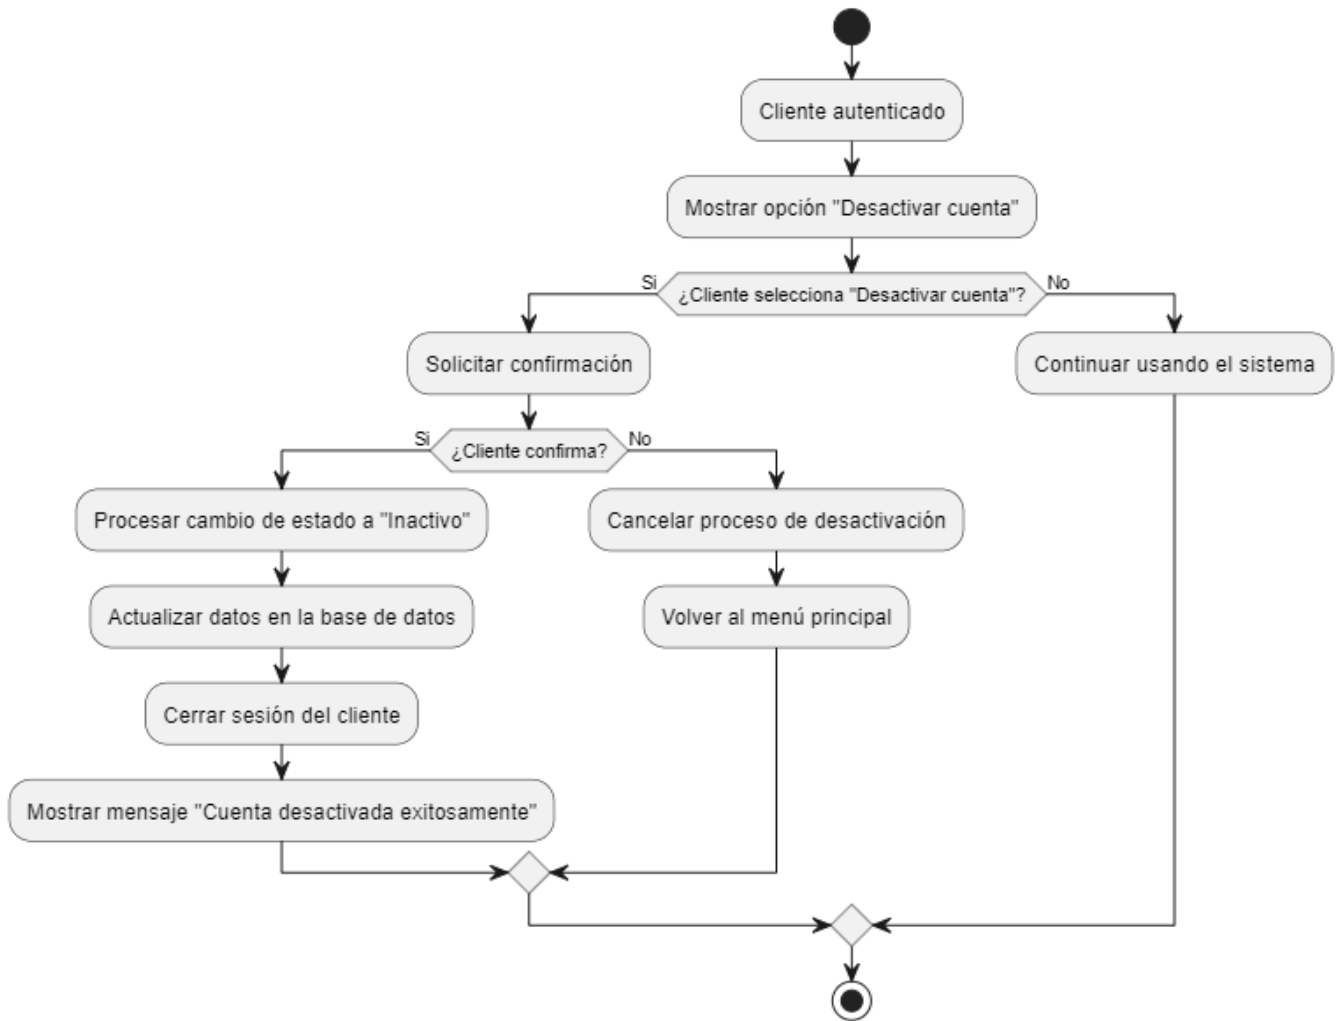 Cliente autenticado
Mostrar opción "Desactivar cuenta"
Si
¿Cliente selecciona "Desactivar cuenta"?
No
Solicitar confirmación
Continuar usando el sistema
Si
¿Cliente confirma?
No
Procesar cambio de estado a "Inactivo"
Cancelar proceso de desactivación
Actualizar datos en la base de datos
Volver al menú principal
Cerrar sesión del cliente
Mostrar mensaje "Cuenta desactivada exitosamente"